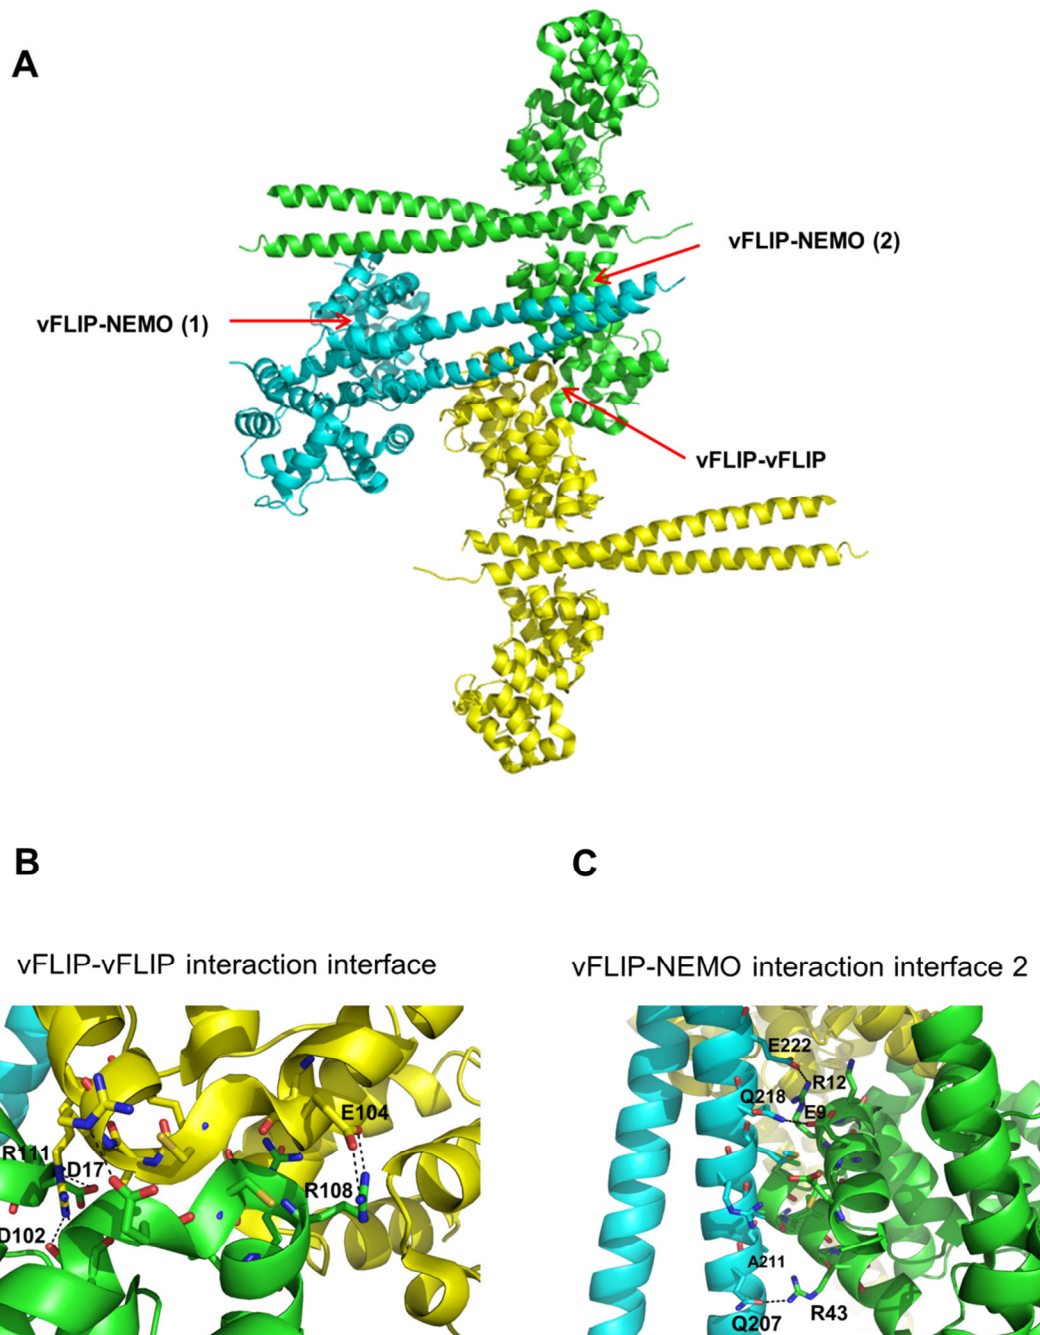 A
vFLIP-NEMO (2)
vFLIP-NEMO (1)
vFLIP-vFLIP
B
C
vFLIP-vFLIP interaction interface
vFLIP-NEMO interaction interface 2
E104
R111
D17
R108
D102
E222
R12
Q218
E9
A211
R43
Q207